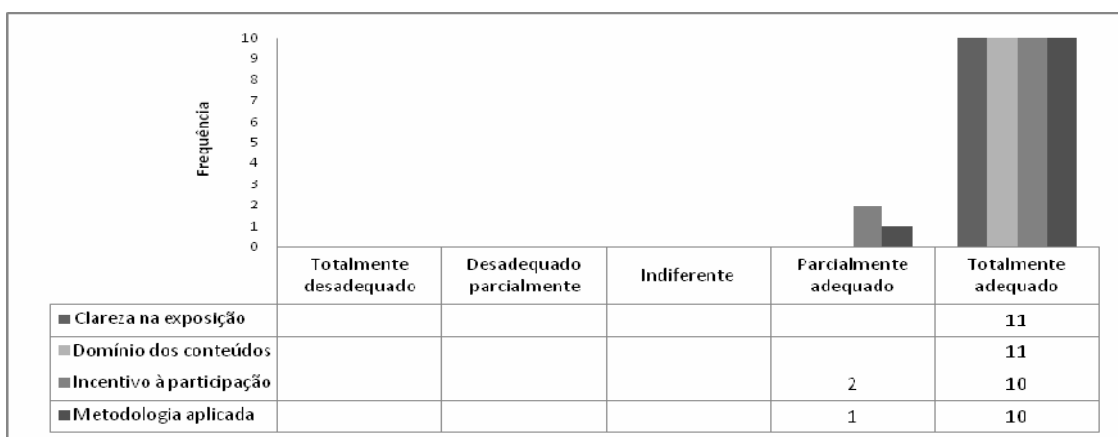 10
9
8
7
6
5
4
3
2
1
0
Frequência
Totalmente desadequado
Desadequado parcialmente
Indiferente
Parcialmente adequado
Totalmente adequado
Clareza na exposição 11
Domínio dos conteúdos 11
Incentivo à participação 2 10
Metodologia aplicada 1 10